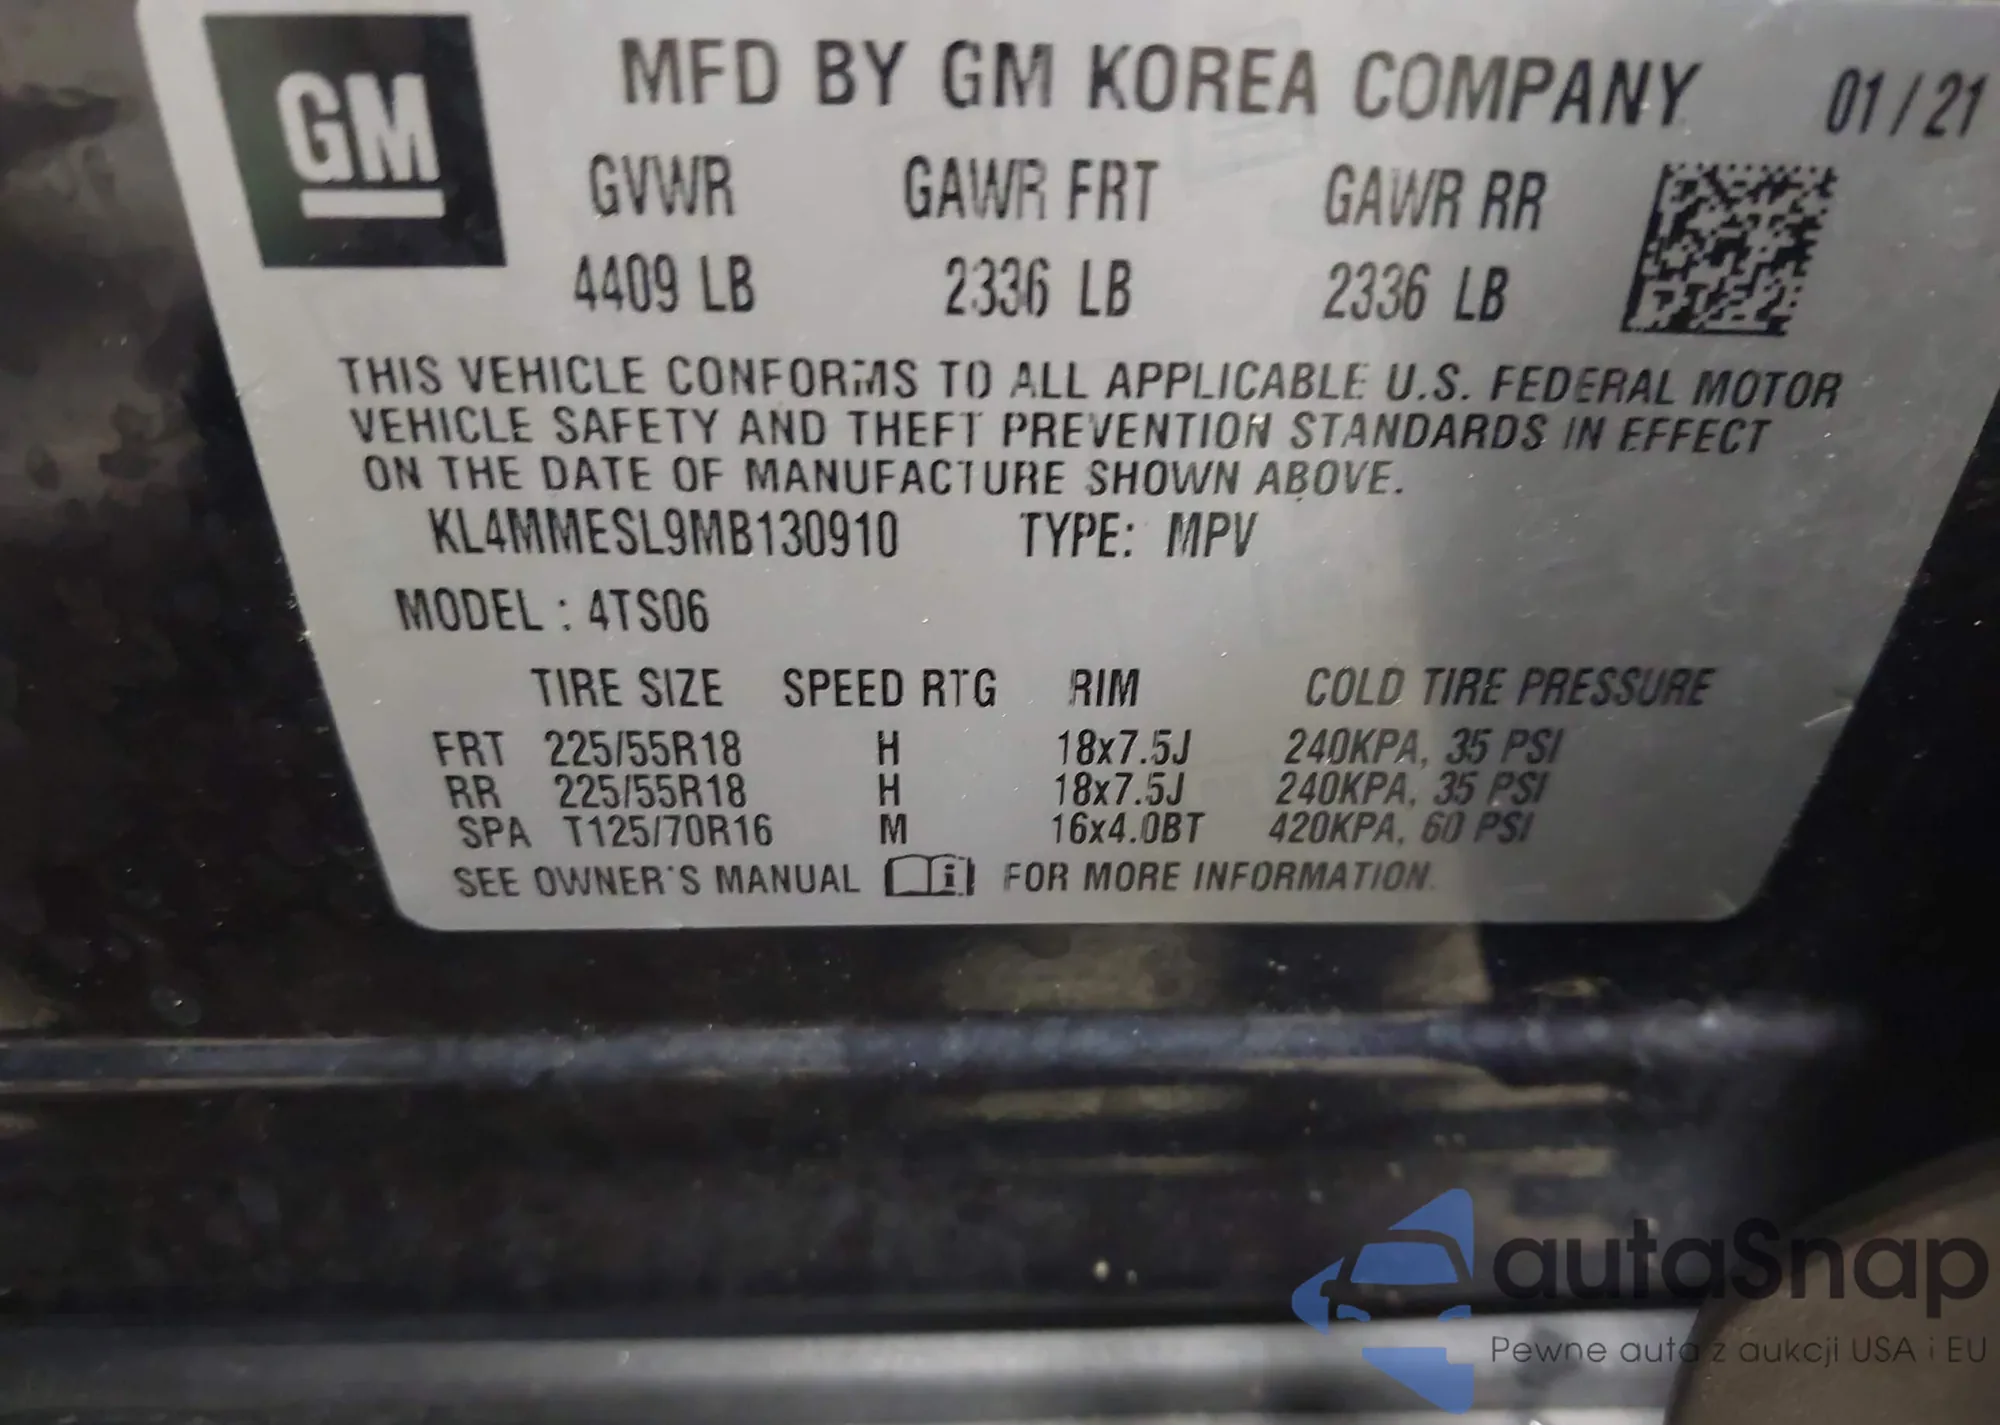 GM
MFD BY GM KOREA COMPANY 01/21
GVWR GAWR FRT GAWR RR
4409 LB 2336 LB 2336 LB
THIS VEHICLE CONFORMS TO ALL APPLICABLE U.S. FEDERAL MOTOR
VEHICLE SAFETY AND THEFT PREVENTION STANDARDS IN EFFECT
ON THE DATE OF MANUFACTURE SHOWN ABOVE.
KL4MMESL9MB130910 TYPE: MPV
MODEL : 4TS06
TIRE SIZE SPEED RTG RIM COLD TIRE PRESSURE
FRT 225/55R18 H 18x7.5J 240KPA, 35 PSI
RR 225/55R18 H 18x7.5J 240KPA, 35 PSI
SPA T125/70R16 M 16x4.0BT 420KPA, 60 PSI
SEE OWNER'S MANUAL i FOR MORE INFORMATION.
autaSnap
Pewne auta z aukcji USA i EU